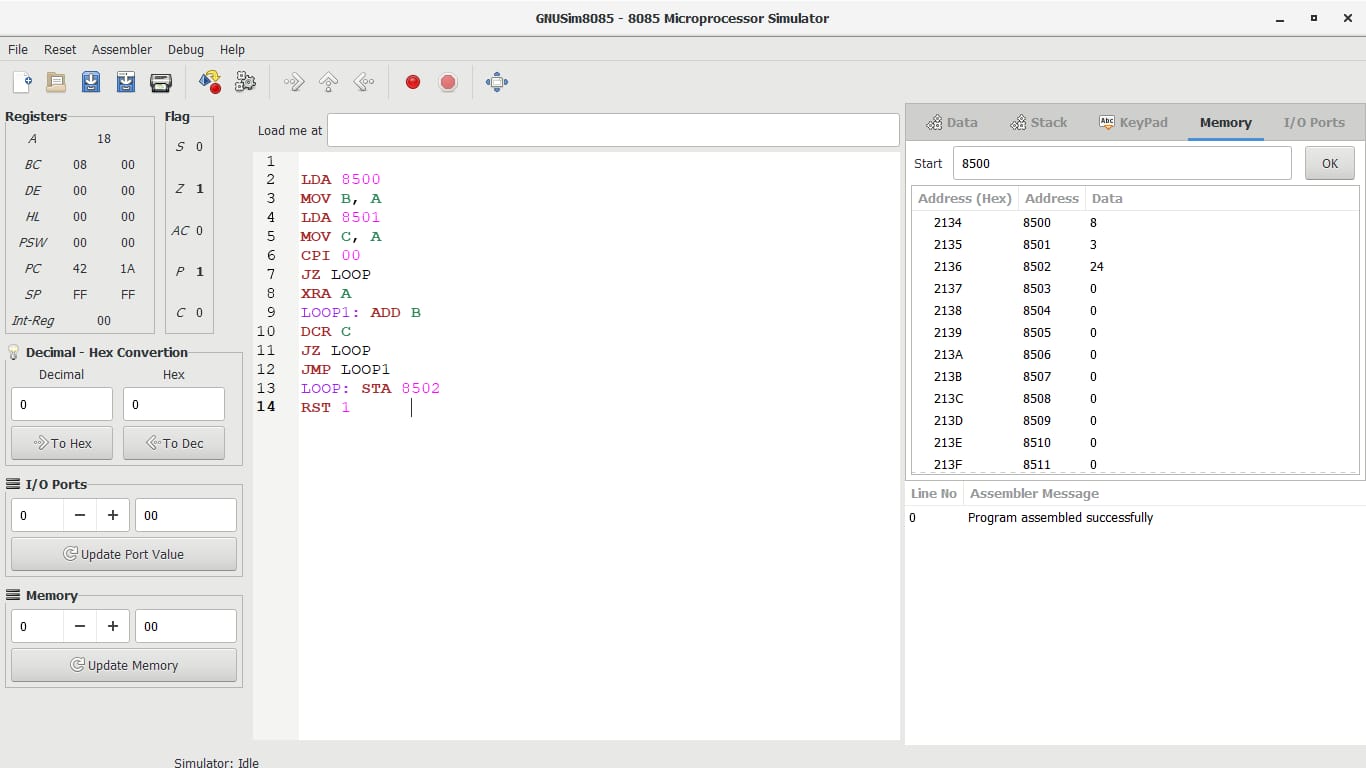 GNUSim8085 - 8085 Microprocessor Simulator
File Reset Assembler Debug Help
Registers
A 18
BC 08 00
DE 00 00
HL 00 00
PSW 00 00
PC 42 1A
SP FF FF
Int-Reg 00
Flag
S 0
Z 1
AC 0
P 1
C 0
Decimal - Hex Convertion
Decimal Hex
0 0
To Hex To Dec
I/O Ports
0 − + 00
Update Port Value
Memory
0 − + 00
Update Memory
Load me at
1
2 LDA 8500
3 MOV B, A
4 LDA 8501
5 MOV C, A
6 CPI 00
7 JZ LOOP
8 XRA A
9 LOOP1: ADD B
10 DCR C
11 JZ LOOP
12 JMP LOOP1
13 LOOP: STA 8502
14 RST 1
Data Stack Abc KeyPad Memory I/O Ports
Start 8500 OK
Address (Hex) Address Data
2134 8500 8
2135 8501 3
2136 8502 24
2137 8503 0
2138 8504 0
2139 8505 0
213A 8506 0
213B 8507 0
213C 8508 0
213D 8509 0
213E 8510 0
213F 8511 0
Line No Assembler Message
0 Program assembled successfully
Simulator: Idle